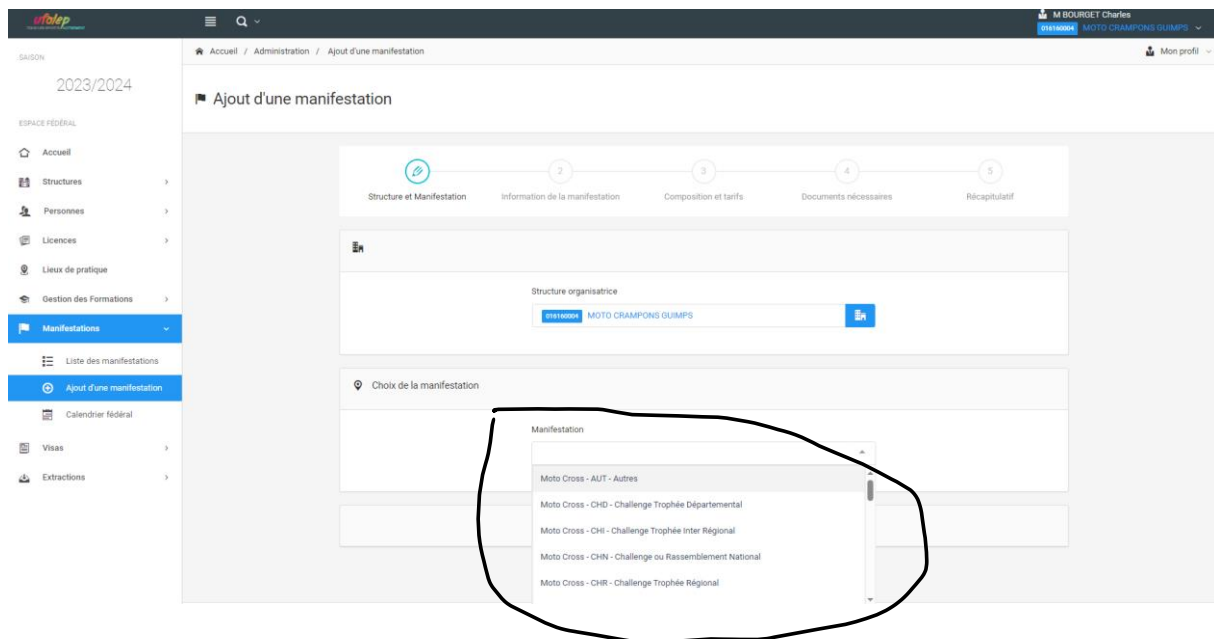 ufolep
M BOURGET Charles
016160004 MOTO CRAMPONS GUIMPS
SAISON
2023/2024
ESPACE FÉDÉRAL
Accueil
Structures
Personnes
Licences
Lieux de pratique
Gestion des Formations
Manifestations
Liste des manifestations
Ajout d'une manifestation
Calendrier fédéral
Visas
Extractions
Accueil / Administration / Ajout d'une manifestation
Mon profil
Ajout d'une manifestation
2 3 4 5
Structure et Manifestation Information de la manifestation Composition et tarifs Documents nécessaires Récapitulatif
Structure organisatrice
016160004 MOTO CRAMPONS GUIMPS
Choix de la manifestation
Manifestation
Moto Cross - AUT - Autres
Moto Cross - CHD - Challenge Trophée Départemental
Moto Cross - CHI - Challenge Trophée Inter Régional
Moto Cross - CHN - Challenge ou Rassemblement National
Moto Cross - CHR - Challenge Trophée Régional